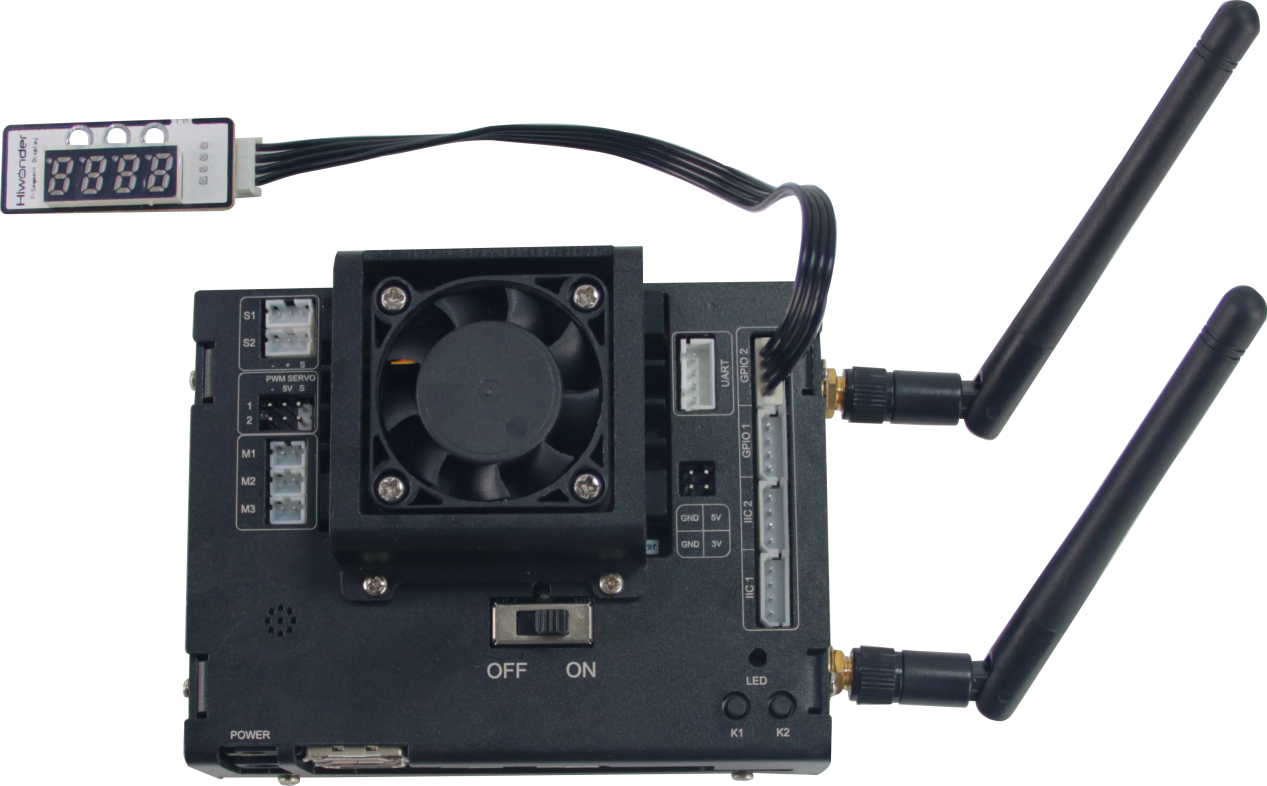 Hiwonder
7-Segment Display
8888
S1
S2
- + S
PWM SERVO
- 5V S
1
2
M1
M2
M3
UART
GPIO 2
GPIO 1
IIC 2
IIC 1
GND 5V
GND 3V
OFF ON
LED
K1 K2
POWER